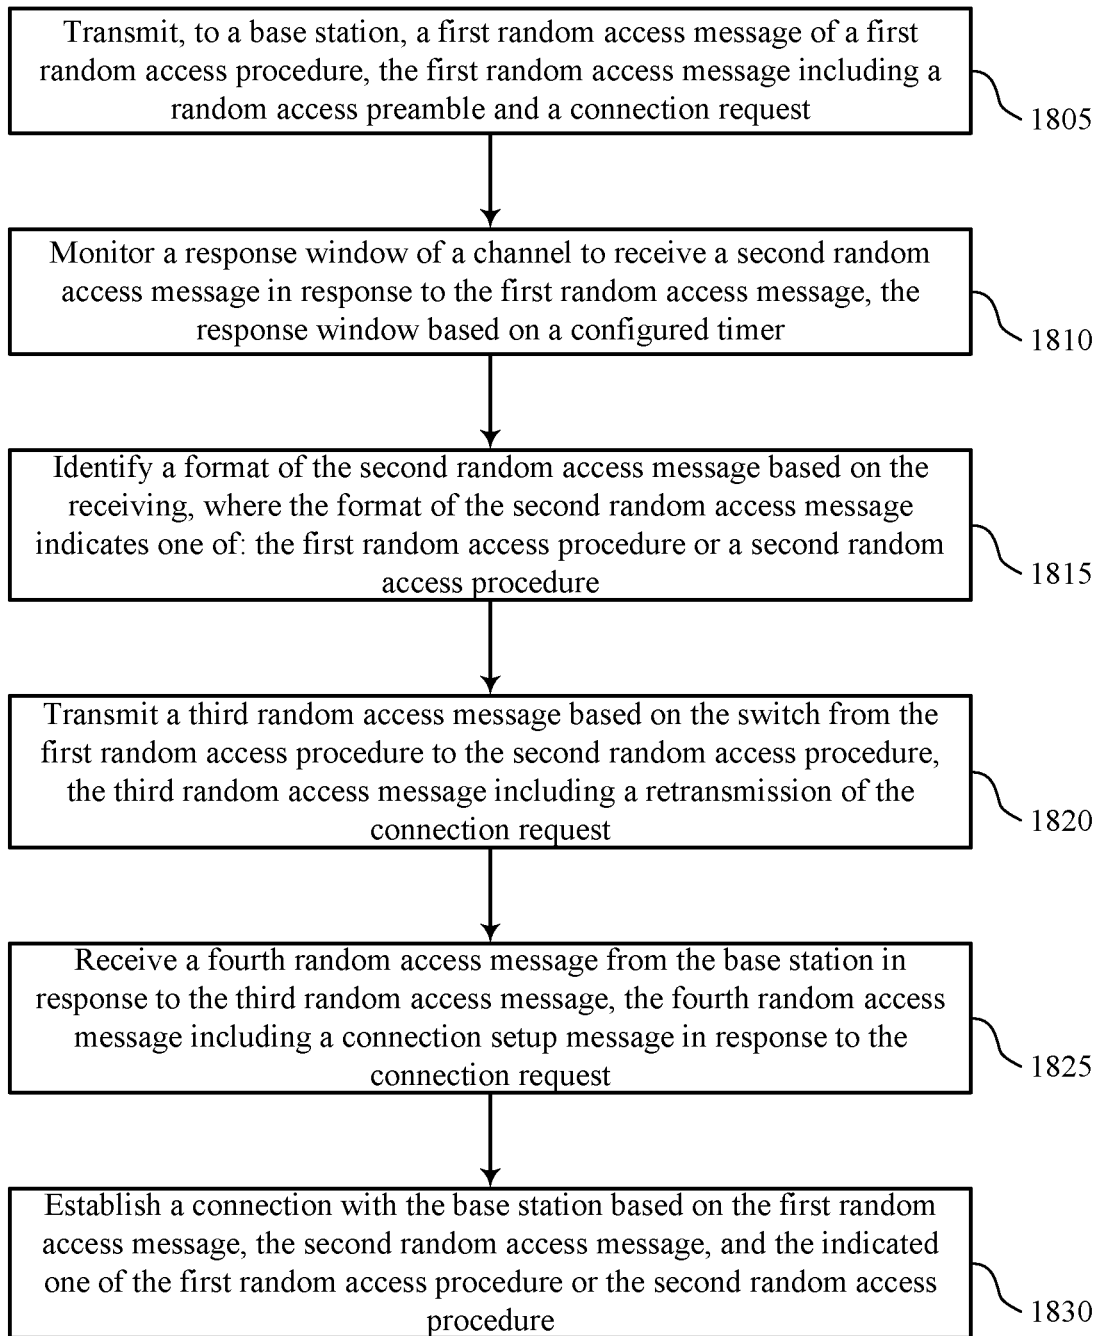 Transmit, to a base station, a first random access message of a first
random access procedure, the first random access message including a
random access preamble and a connection request
1805
Monitor a response window of a channel to receive a second random
access message in response to the first random access message, the
response window based on a configured timer
1810
Identify a format of the second random access message based on the
receiving, where the format of the second random access message
indicates one of: the first random access procedure or a second random
access procedure
1815
Transmit a third random access message based on the switch from the
first random access procedure to the second random access procedure,
the third random access message including a retransmission of the
connection request
1820
Receive a fourth random access message from the base station in
response to the third random access message, the fourth random access
message including a connection setup message in response to the
connection request
1825
Establish a connection with the base station based on the first random
access message, the second random access message, and the indicated
one of the first random access procedure or the second random access
procedure
1830